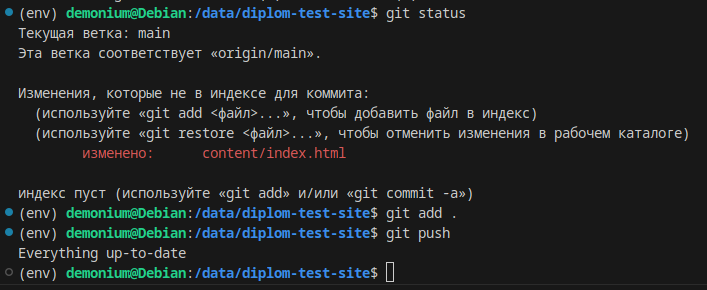 (env) demonium@Debian:/data/diplom-test-site$ git status
Текущая ветка: main
Эта ветка соответствует «origin/main».
Изменения, которые не в индексе для коммита:
(используйте «git add <файл>...», чтобы добавить файл в индекс)
(используйте «git restore <файл>...», чтобы отменить изменения в рабочем каталоге)
изменено:      content/index.html
индекс пуст (используйте «git add» и/или «git commit -a»)
(env) demonium@Debian:/data/diplom-test-site$ git add .
(env) demonium@Debian:/data/diplom-test-site$ git push
Everything up-to-date
(env) demonium@Debian:/data/diplom-test-site$